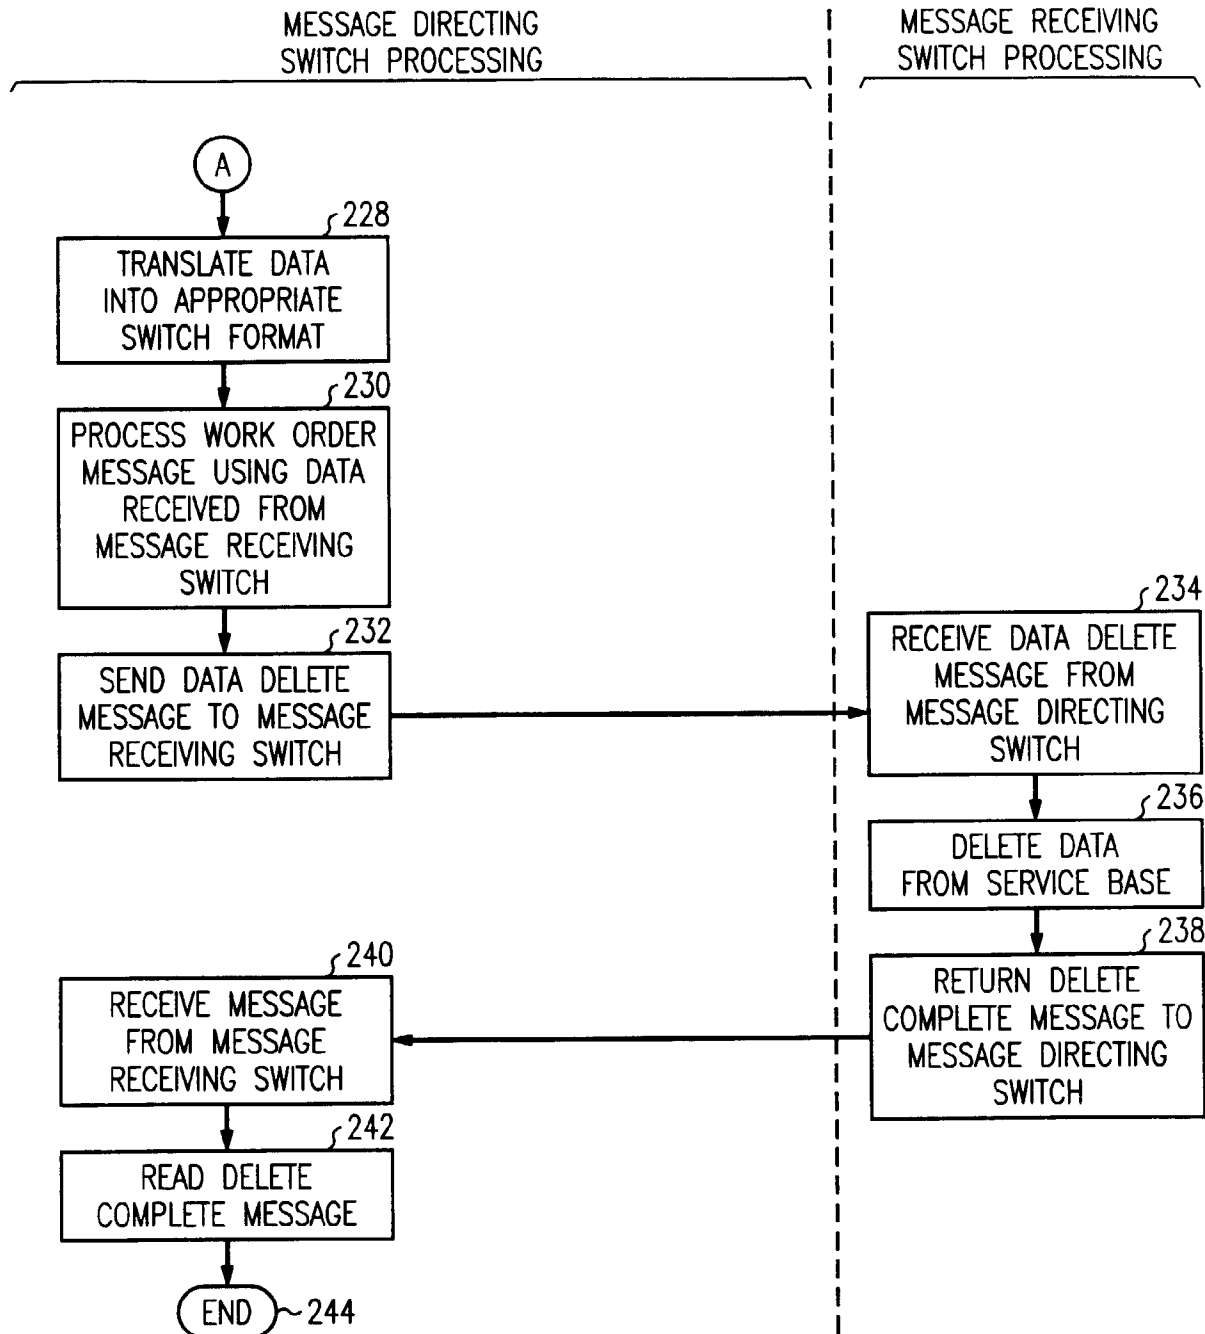 MESSAGE DIRECTING
SWITCH PROCESSING
MESSAGE RECEIVING
SWITCH PROCESSING
A
228
TRANSLATE DATA
INTO APPROPRIATE
SWITCH FORMAT
230
PROCESS WORK ORDER
MESSAGE USING DATA
RECEIVED FROM
MESSAGE RECEIVING
SWITCH
232
SEND DATA DELETE
MESSAGE TO MESSAGE
RECEIVING SWITCH
234
RECEIVE DATA DELETE
MESSAGE FROM
MESSAGE DIRECTING
SWITCH
236
DELETE DATA
FROM SERVICE BASE
238
RETURN DELETE
COMPLETE MESSAGE TO
MESSAGE DIRECTING
SWITCH
240
RECEIVE MESSAGE
FROM MESSAGE
RECEIVING SWITCH
242
READ DELETE
COMPLETE MESSAGE
END
244